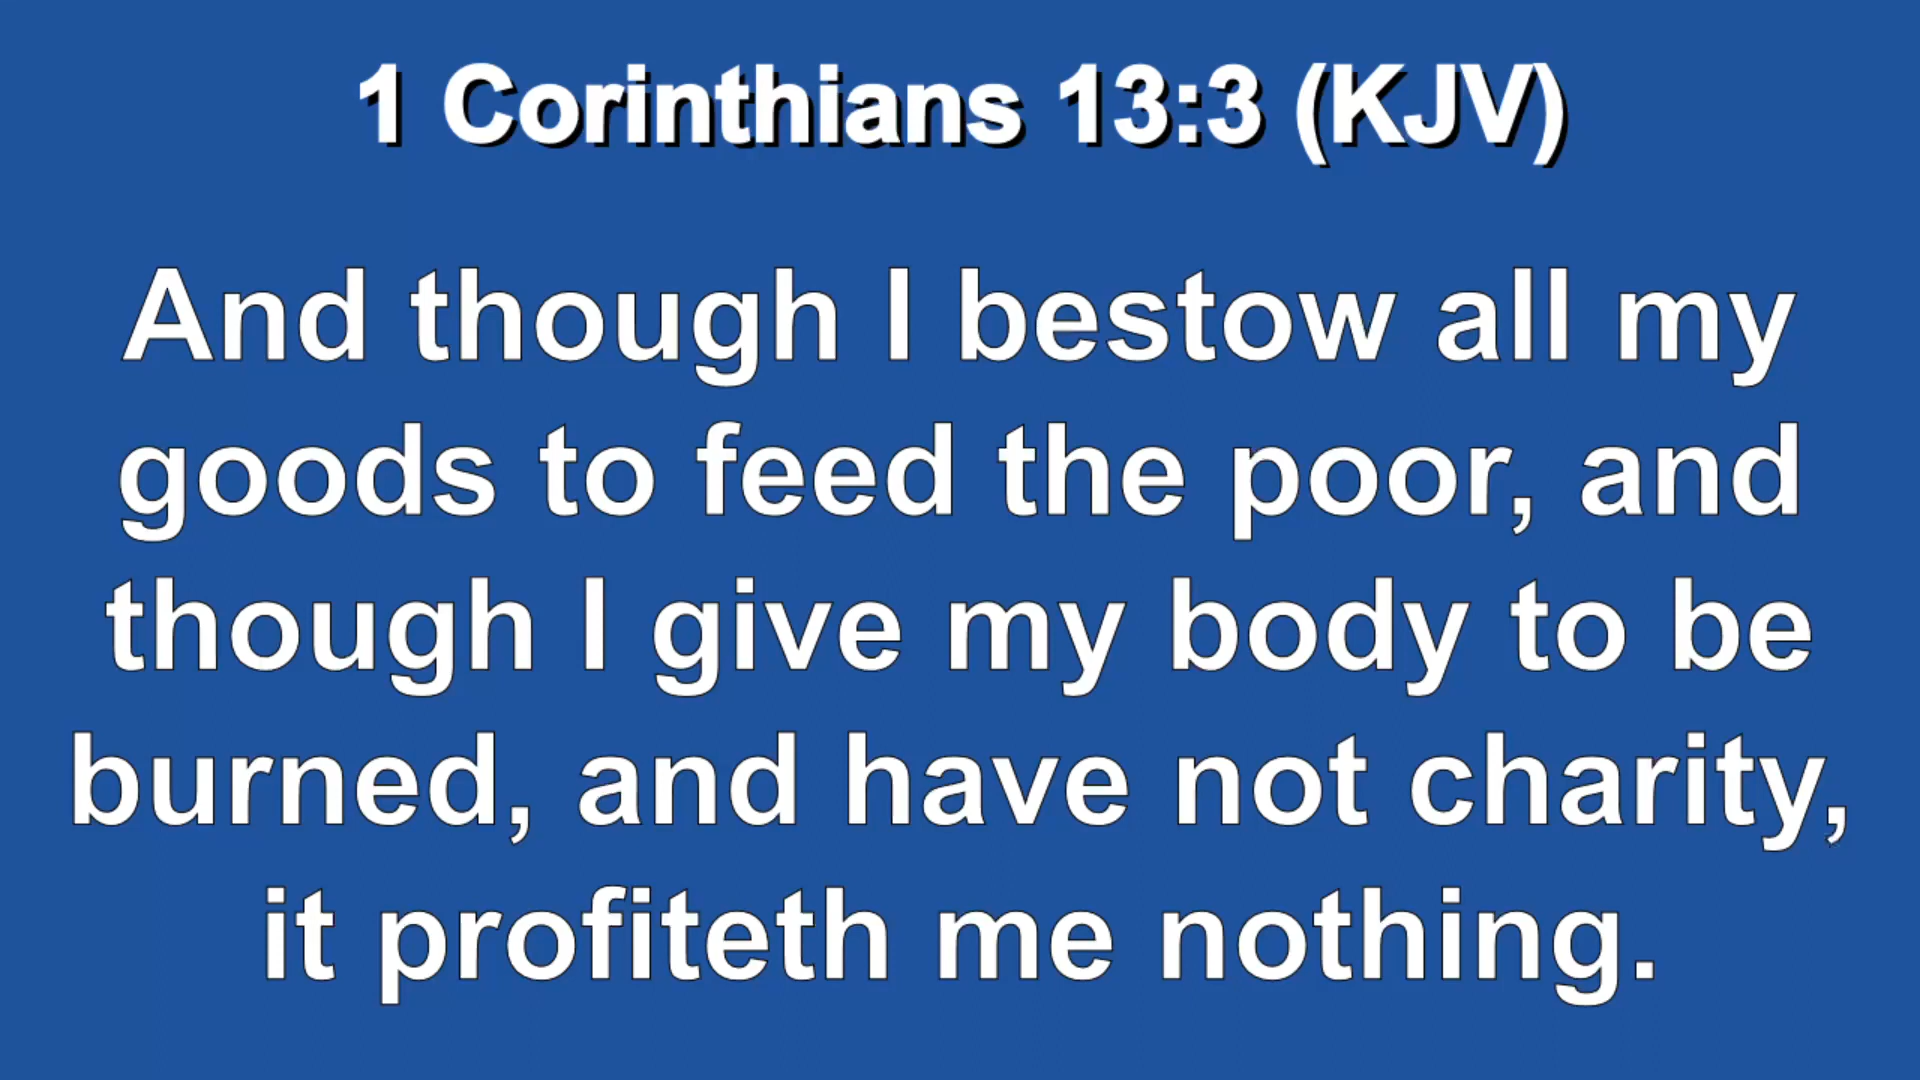 1 Corinthians 13:3 (KJV)
And though I bestow all my
goods to feed the poor, and
though I give my body to be
burned, and have not charity,
it profiteth me nothing.